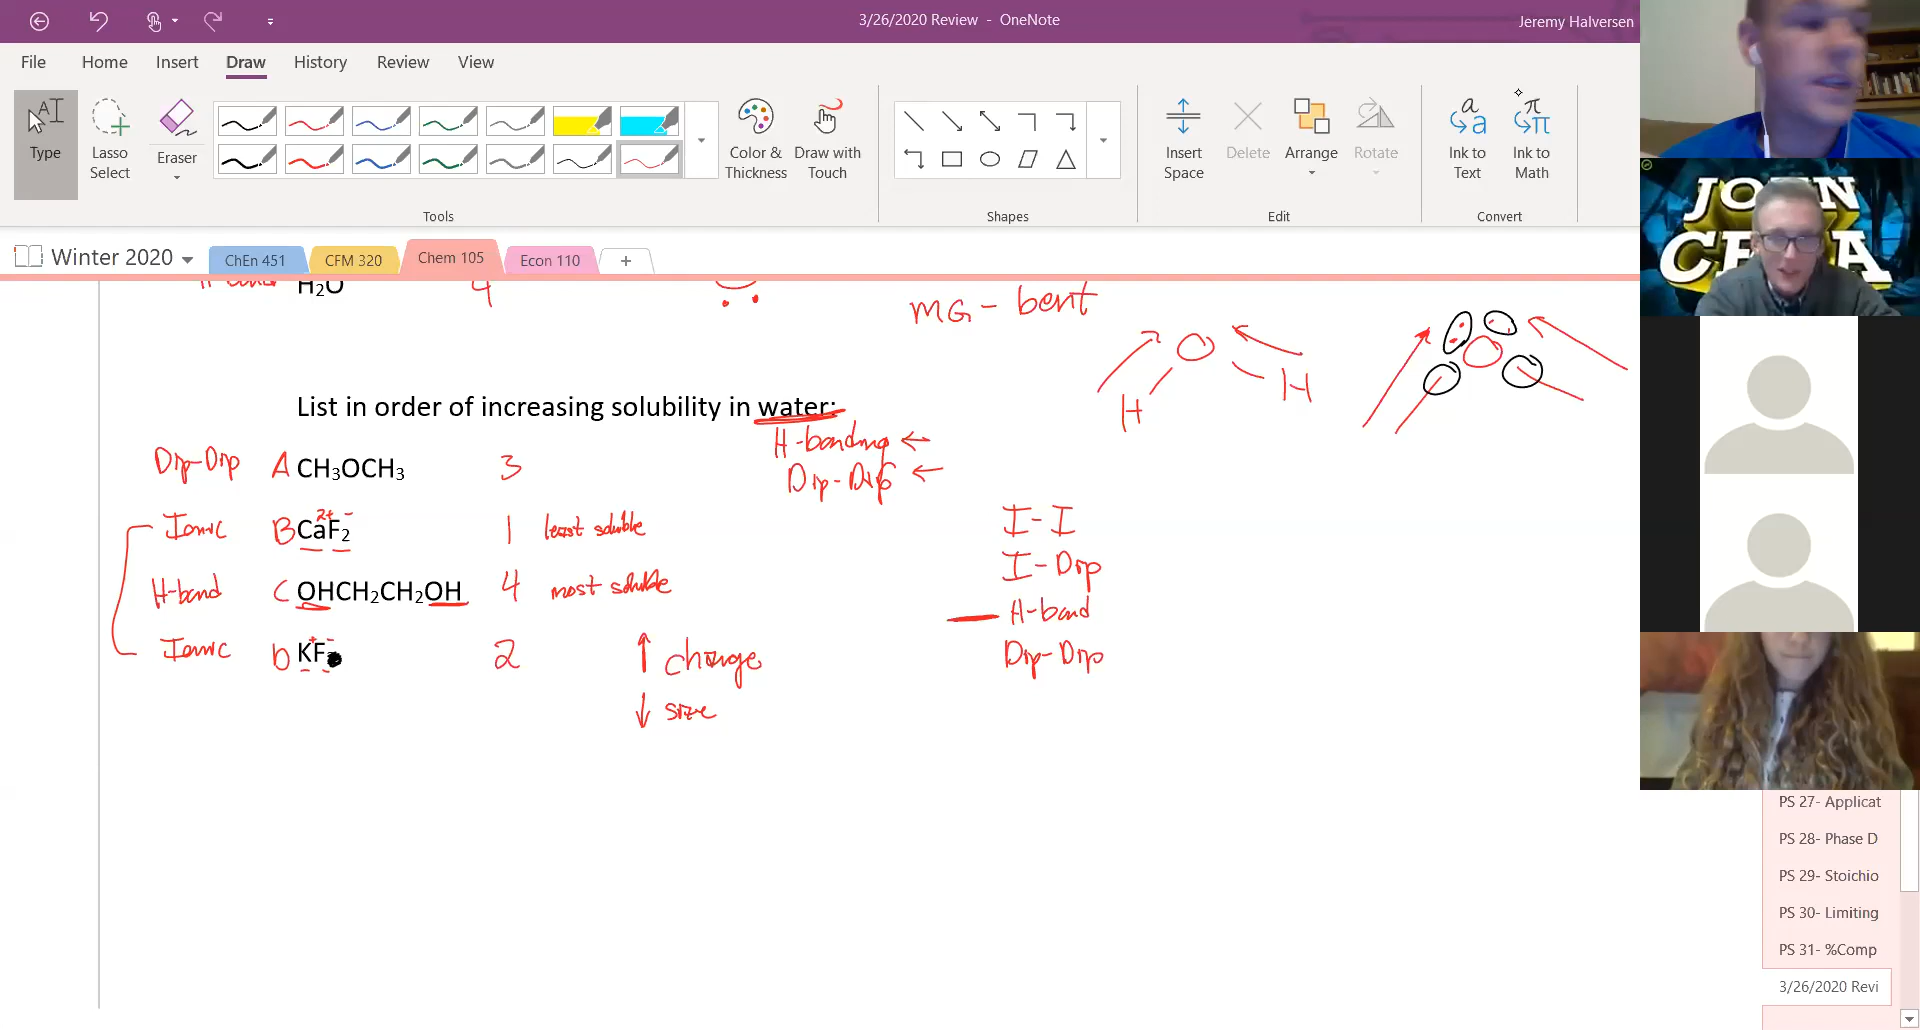 3/26/2020 Review - OneNote
Jeremy Halversen
File Home Insert Draw History Review View
Type
Lasso Select
Eraser
Color & Thickness
Draw with Touch
Insert Space
Delete
Arrange
Rotate
Ink to Text
Ink to Math
Tools Shapes Edit Convert
Winter 2020 ChEn 451 CFM 320 Chem 105 Econ 110 +
JOHN
H₂O 4
MG - bent
H O H
List in order of increasing solubility in water:
H-bonding ←
Dip-Dip A CH₃OCH₃ 3
Dip-Dip ←
Ionic B CaF₂ 2+ - 1 least soluble
I-I
I-Dip
H-bond C OHCH₂CH₂OH 4 most soluble
H-bond
Ionic D KF + - 2
↑ charge
Dip-Dip
↓ size
PS 27- Applicat
PS 28- Phase D
PS 29- Stoichio
PS 30- Limiting
PS 31- %Comp
3/26/2020 Revi